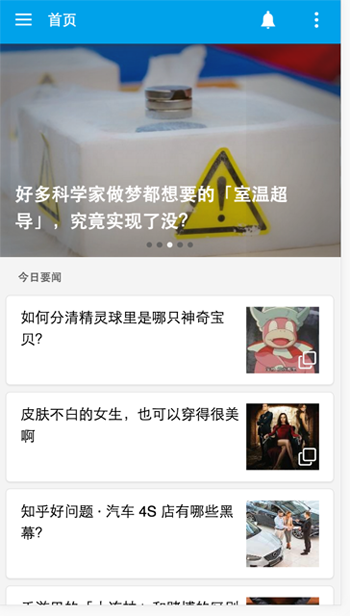 首页
好多科学家做梦都想要的「室温超
导」，究竟实现了没？
今日要闻
如何分清精灵球里是哪只神奇宝
贝？
皮肤不白的女生，也可以穿得很美
啊
知乎好问题 · 汽车 4S 店有哪些黑
幕？